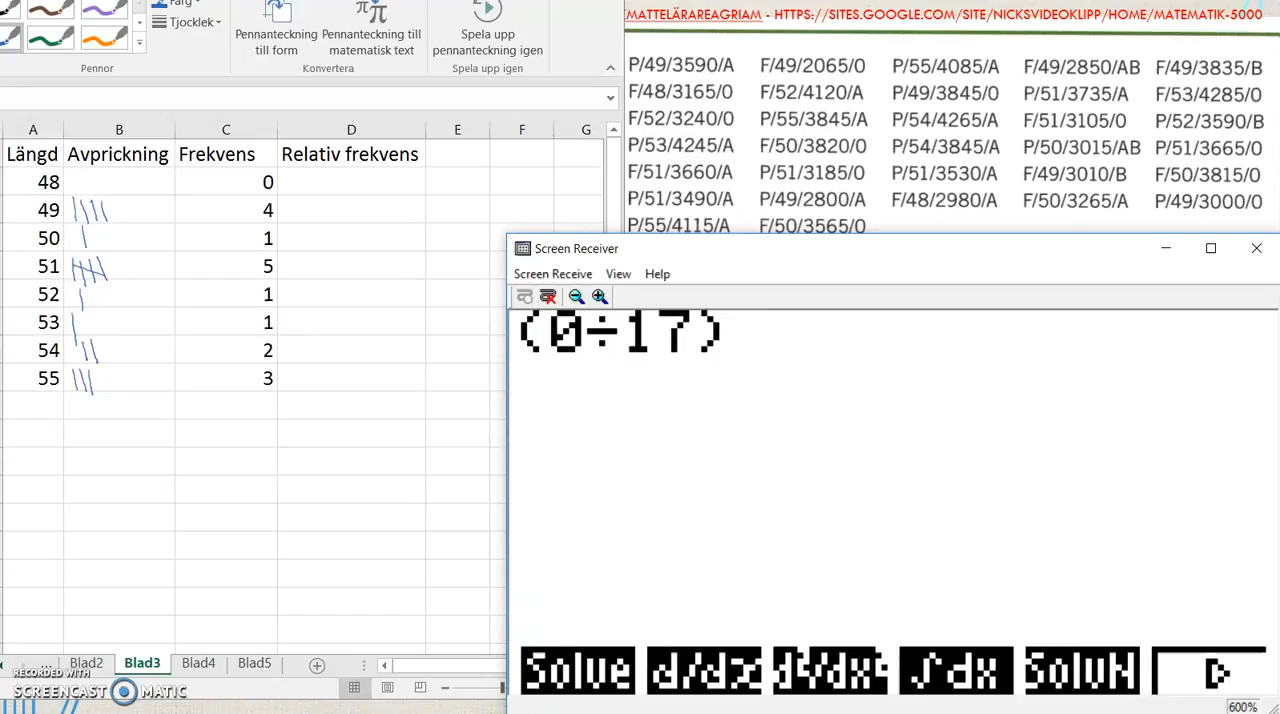 Färg
Tjocklek
Pennanteckning till form
Pennanteckning till matematisk text
Spela upp pennanteckning igen
Pennor
Konvertera
Spela upp igen
A B C D E F G
Längd Avprickning Frekvens Relativ frekvens
48 0
49 4
50 1
51 5
52 1
53 1
54 2
55 3
Blad2 Blad3 Blad4 Blad5
RECORDED WITH
SCREENCAST MATIC
MATTELÄRAREAGRIAM - HTTPS://SITES.GOOGLE.COM/SITE/NICKSVIDEOKLIPP/HOME/MATEMATIK-5000
P/49/3590/A F/49/2065/0 P/55/4085/A F/49/2850/AB F/49/3835/B
F/48/3165/0 F/52/4120/A P/49/3845/0 P/51/3735/A F/53/4285/0
F/52/3240/0 P/55/3845/A P/54/4265/A F/51/3105/0 P/52/3590/B
P/53/4245/A F/50/3820/0 P/54/3845/A P/50/3015/AB P/51/3665/0
F/51/3660/A P/51/3185/0 P/51/3530/A F/49/3010/B F/50/3815/0
P/51/3490/A P/49/2800/A F/48/2980/A F/50/3265/A P/49/3000/0
P/55/4115/A F/50/3565/0
Screen Receiver
Screen Receive View Help
(0÷17)
Solve d/dx d²/dx² ∫dx SolvN
600%